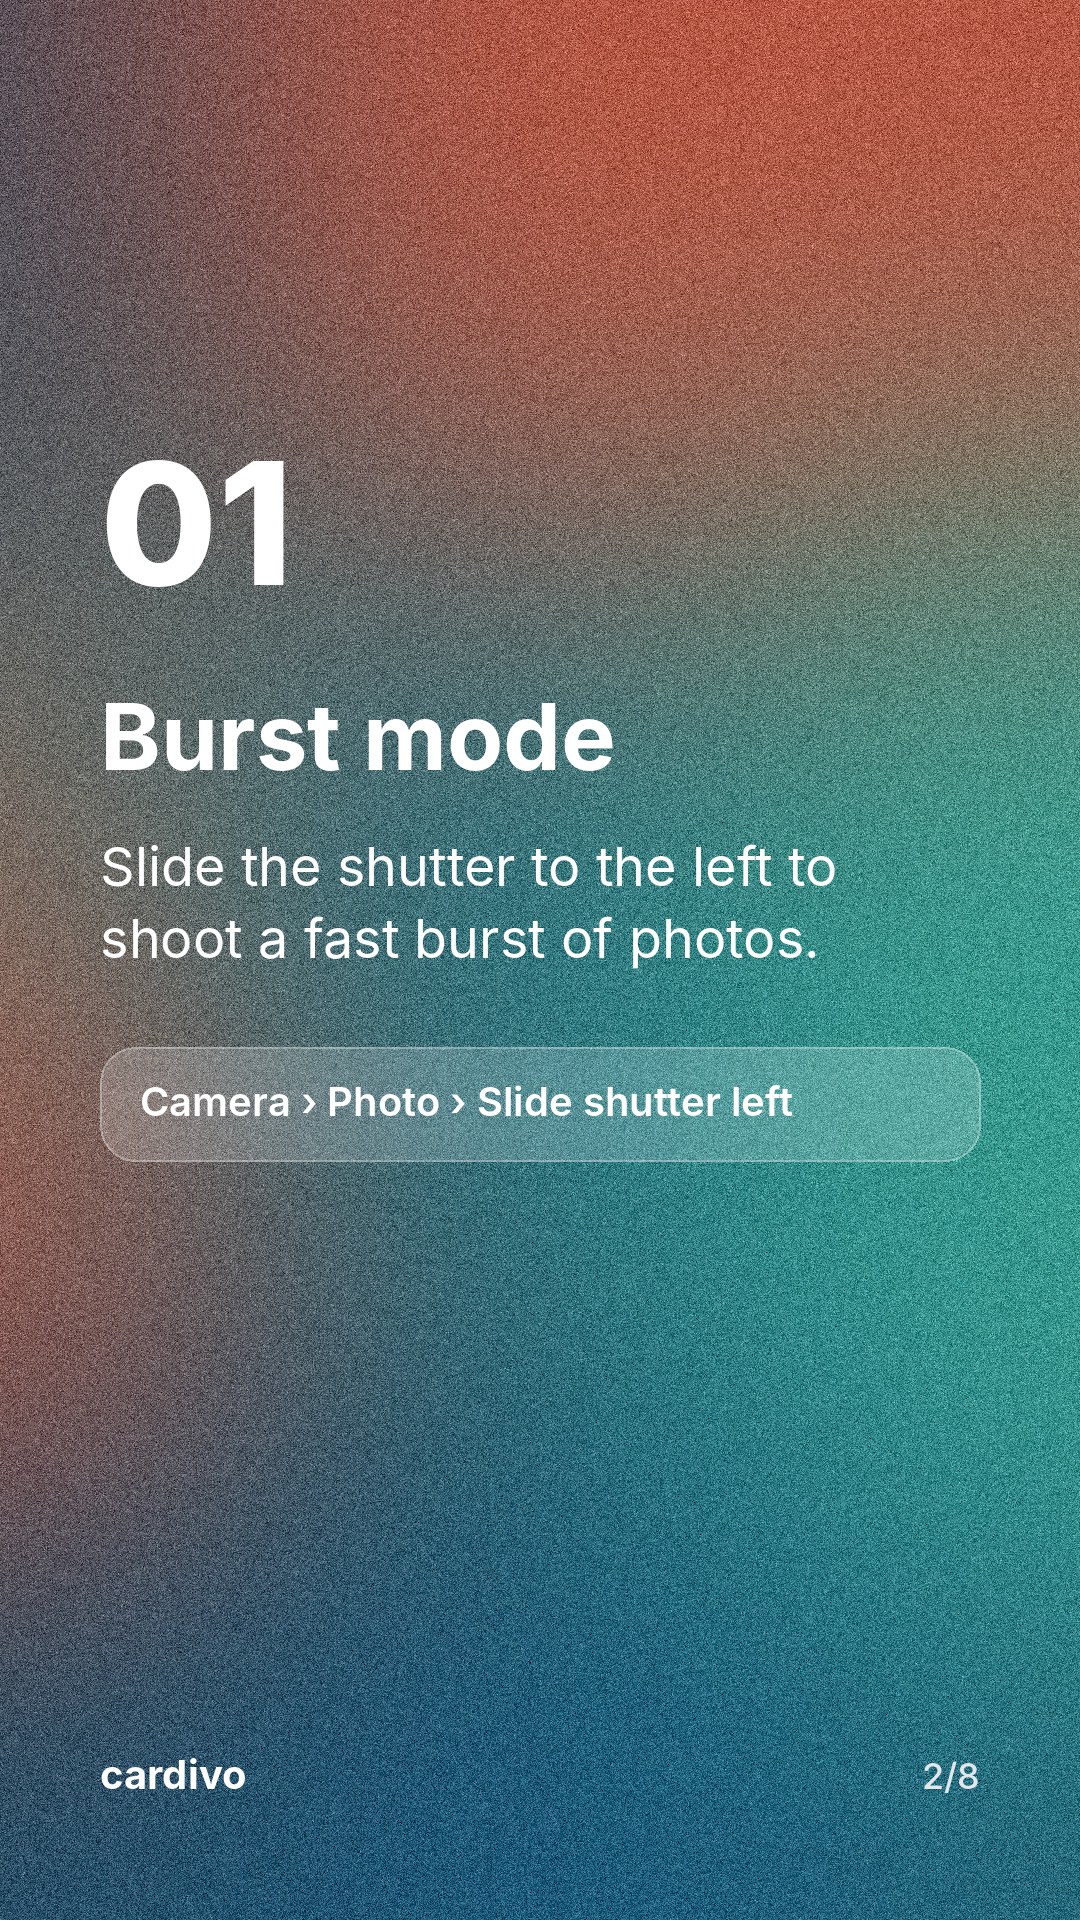 01
Burst mode
Slide the shutter to the left to
shoot a fast burst of photos.
Camera › Photo › Slide shutter left
cardivo
2/8